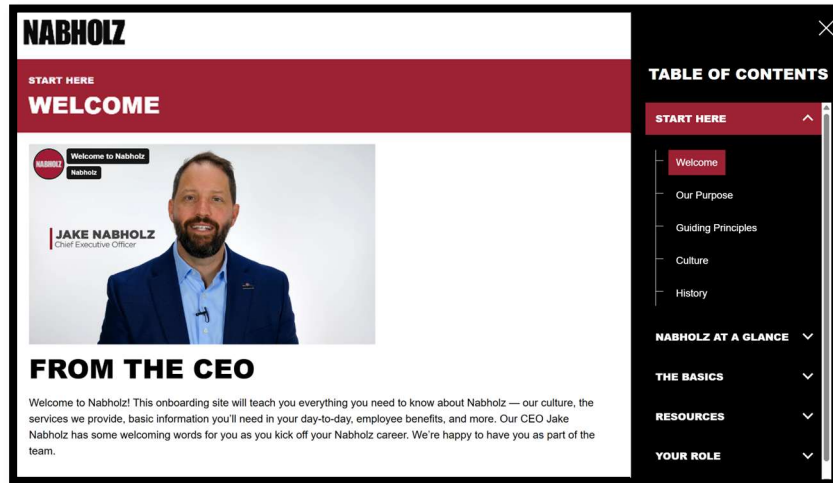 NABHOLZ
START HERE
WELCOME
NABHOLZ
Welcome to Nabholz
Nabholz
JAKE NABHOLZ
Chief Executive Officer
FROM THE CEO
Welcome to Nabholz! This onboarding site will teach you everything you need to know about Nabholz — our culture, the
services we provide, basic information you’ll need in your day-to-day, employee benefits, and more. Our CEO Jake
Nabholz has some welcoming words for you as you kick off your Nabholz career. We’re happy to have you as part of the
team.
TABLE OF CONTENTS
START HERE
Welcome
Our Purpose
Guiding Principles
Culture
History
NABHOLZ AT A GLANCE
THE BASICS
RESOURCES
YOUR ROLE